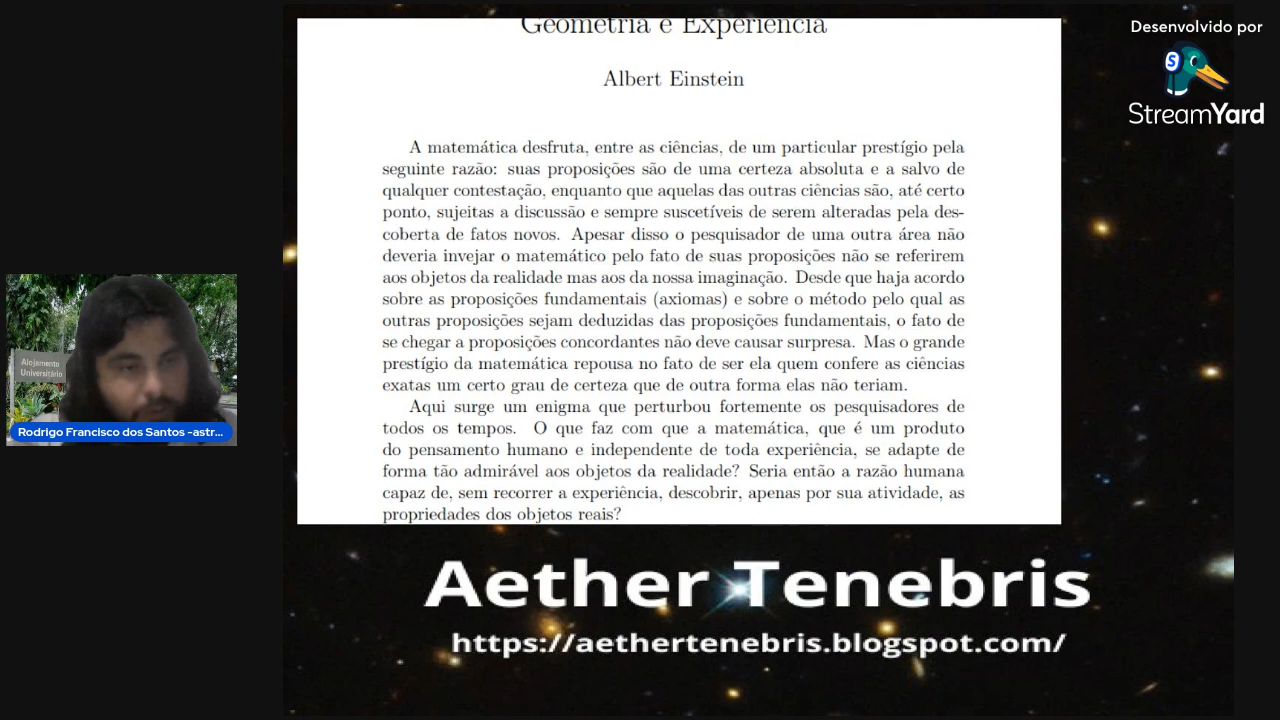 Geometria e Experiência
Albert Einstein
A matemática desfruta, entre as ciências, de um particular prestígio pela
seguinte razão: suas proposições são de uma certeza absoluta e a salvo de
qualquer contestação, enquanto que aquelas das outras ciências são, até certo
ponto, sujeitas a discussão e sempre suscetíveis de serem alteradas pela des-
coberta de fatos novos. Apesar disso o pesquisador de uma outra área não
deveria invejar o matemático pelo fato de suas proposições não se referirem
aos objetos da realidade mas aos da nossa imaginação. Desde que haja acordo
sobre as proposições fundamentais (axiomas) e sobre o método pelo qual as
outras proposições sejam deduzidas das proposições fundamentais, o fato de
se chegar a proposições concordantes não deve causar surpresa. Mas o grande
prestígio da matemática repousa no fato de ser ela quem confere as ciências
exatas um certo grau de certeza que de outra forma elas não teriam.
Aqui surge um enigma que perturbou fortemente os pesquisadores de
todos os tempos. O que faz com que a matemática, que é um produto
do pensamento humano e independente de toda experiência, se adapte de
forma tão admirável aos objetos da realidade? Seria então a razão humana
capaz de, sem recorrer a experiência, descobrir, apenas por sua atividade, as
propriedades dos objetos reais?
Desenvolvido por
S
StreamYard
Alojamento
Universitário
Rodrigo Francisco dos Santos -astr...
Aether Tenebris
https://aethertenebris.blogspot.com/